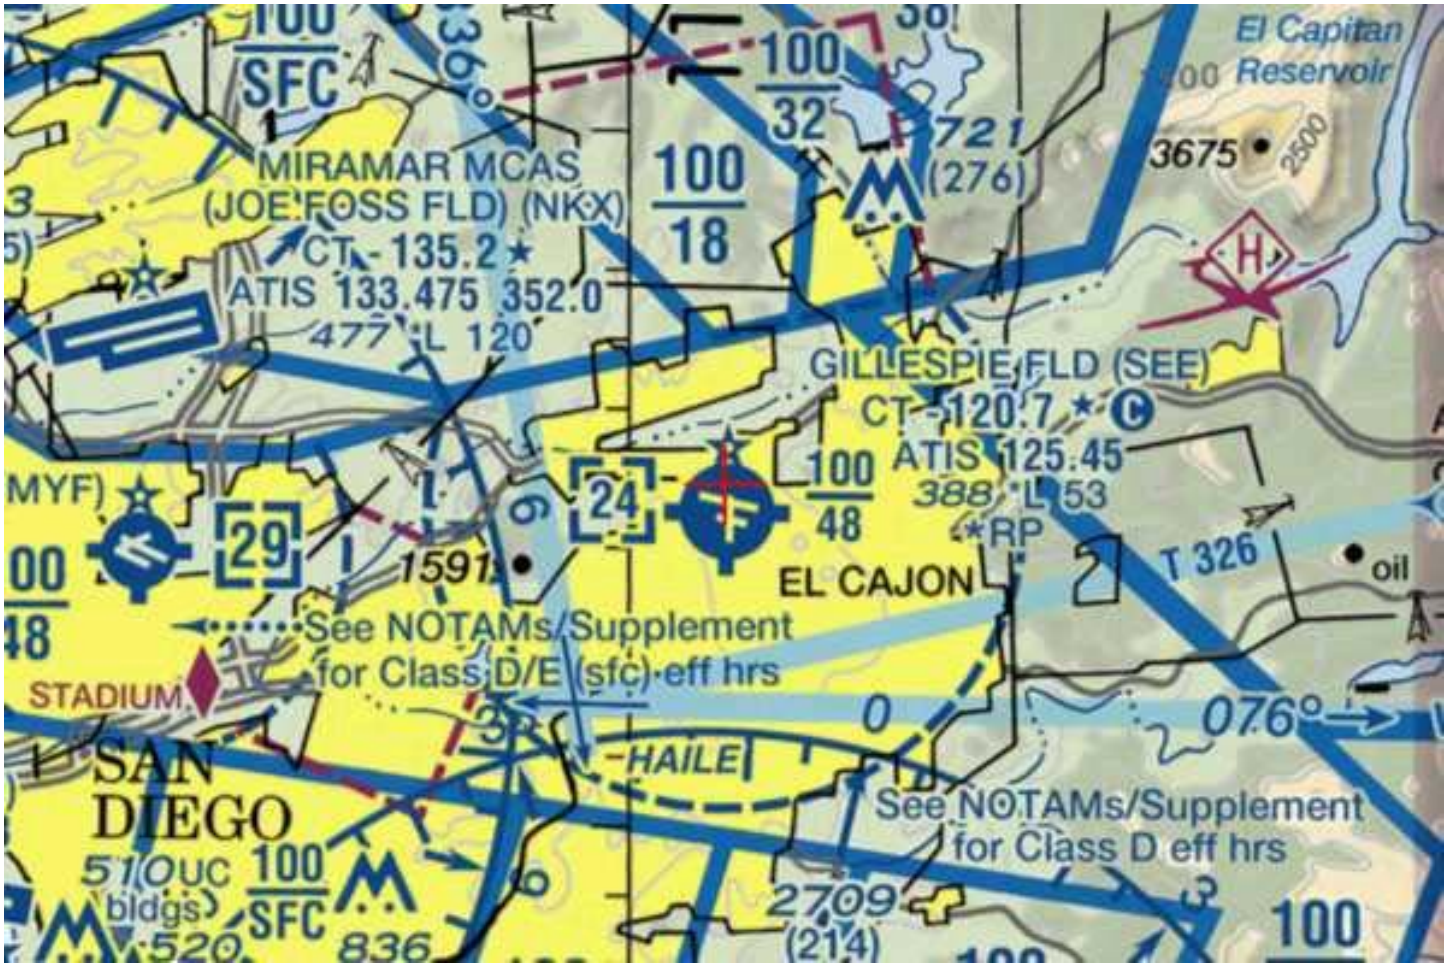 100
SFC
336°
100
32
38
721
(276)
El Capitan
Reservoir
3675
2500
MIRAMAR MCAS
(JOE FOSS FLD) (NKX)
CT - 135.2 ★
ATIS 133.475 352.0
477 *L 120
100
18
H
GILLESPIE FLD (SEE)
CT - 120.7 ★ C
ATIS 125.45
388 *L 53
*RP
100
48
24
29
MYF)
00
48
1591
6
EL CAJON
T 326
oil
See NOTAMs/Supplement
for Class D/E (sfc) eff hrs
STADIUM
0
076°
HAILE
SAN
DIEGO
See NOTAMs/Supplement
for Class D eff hrs
510 UC
bldgs
520
100
SFC
836
6
2709
(214)
3
100